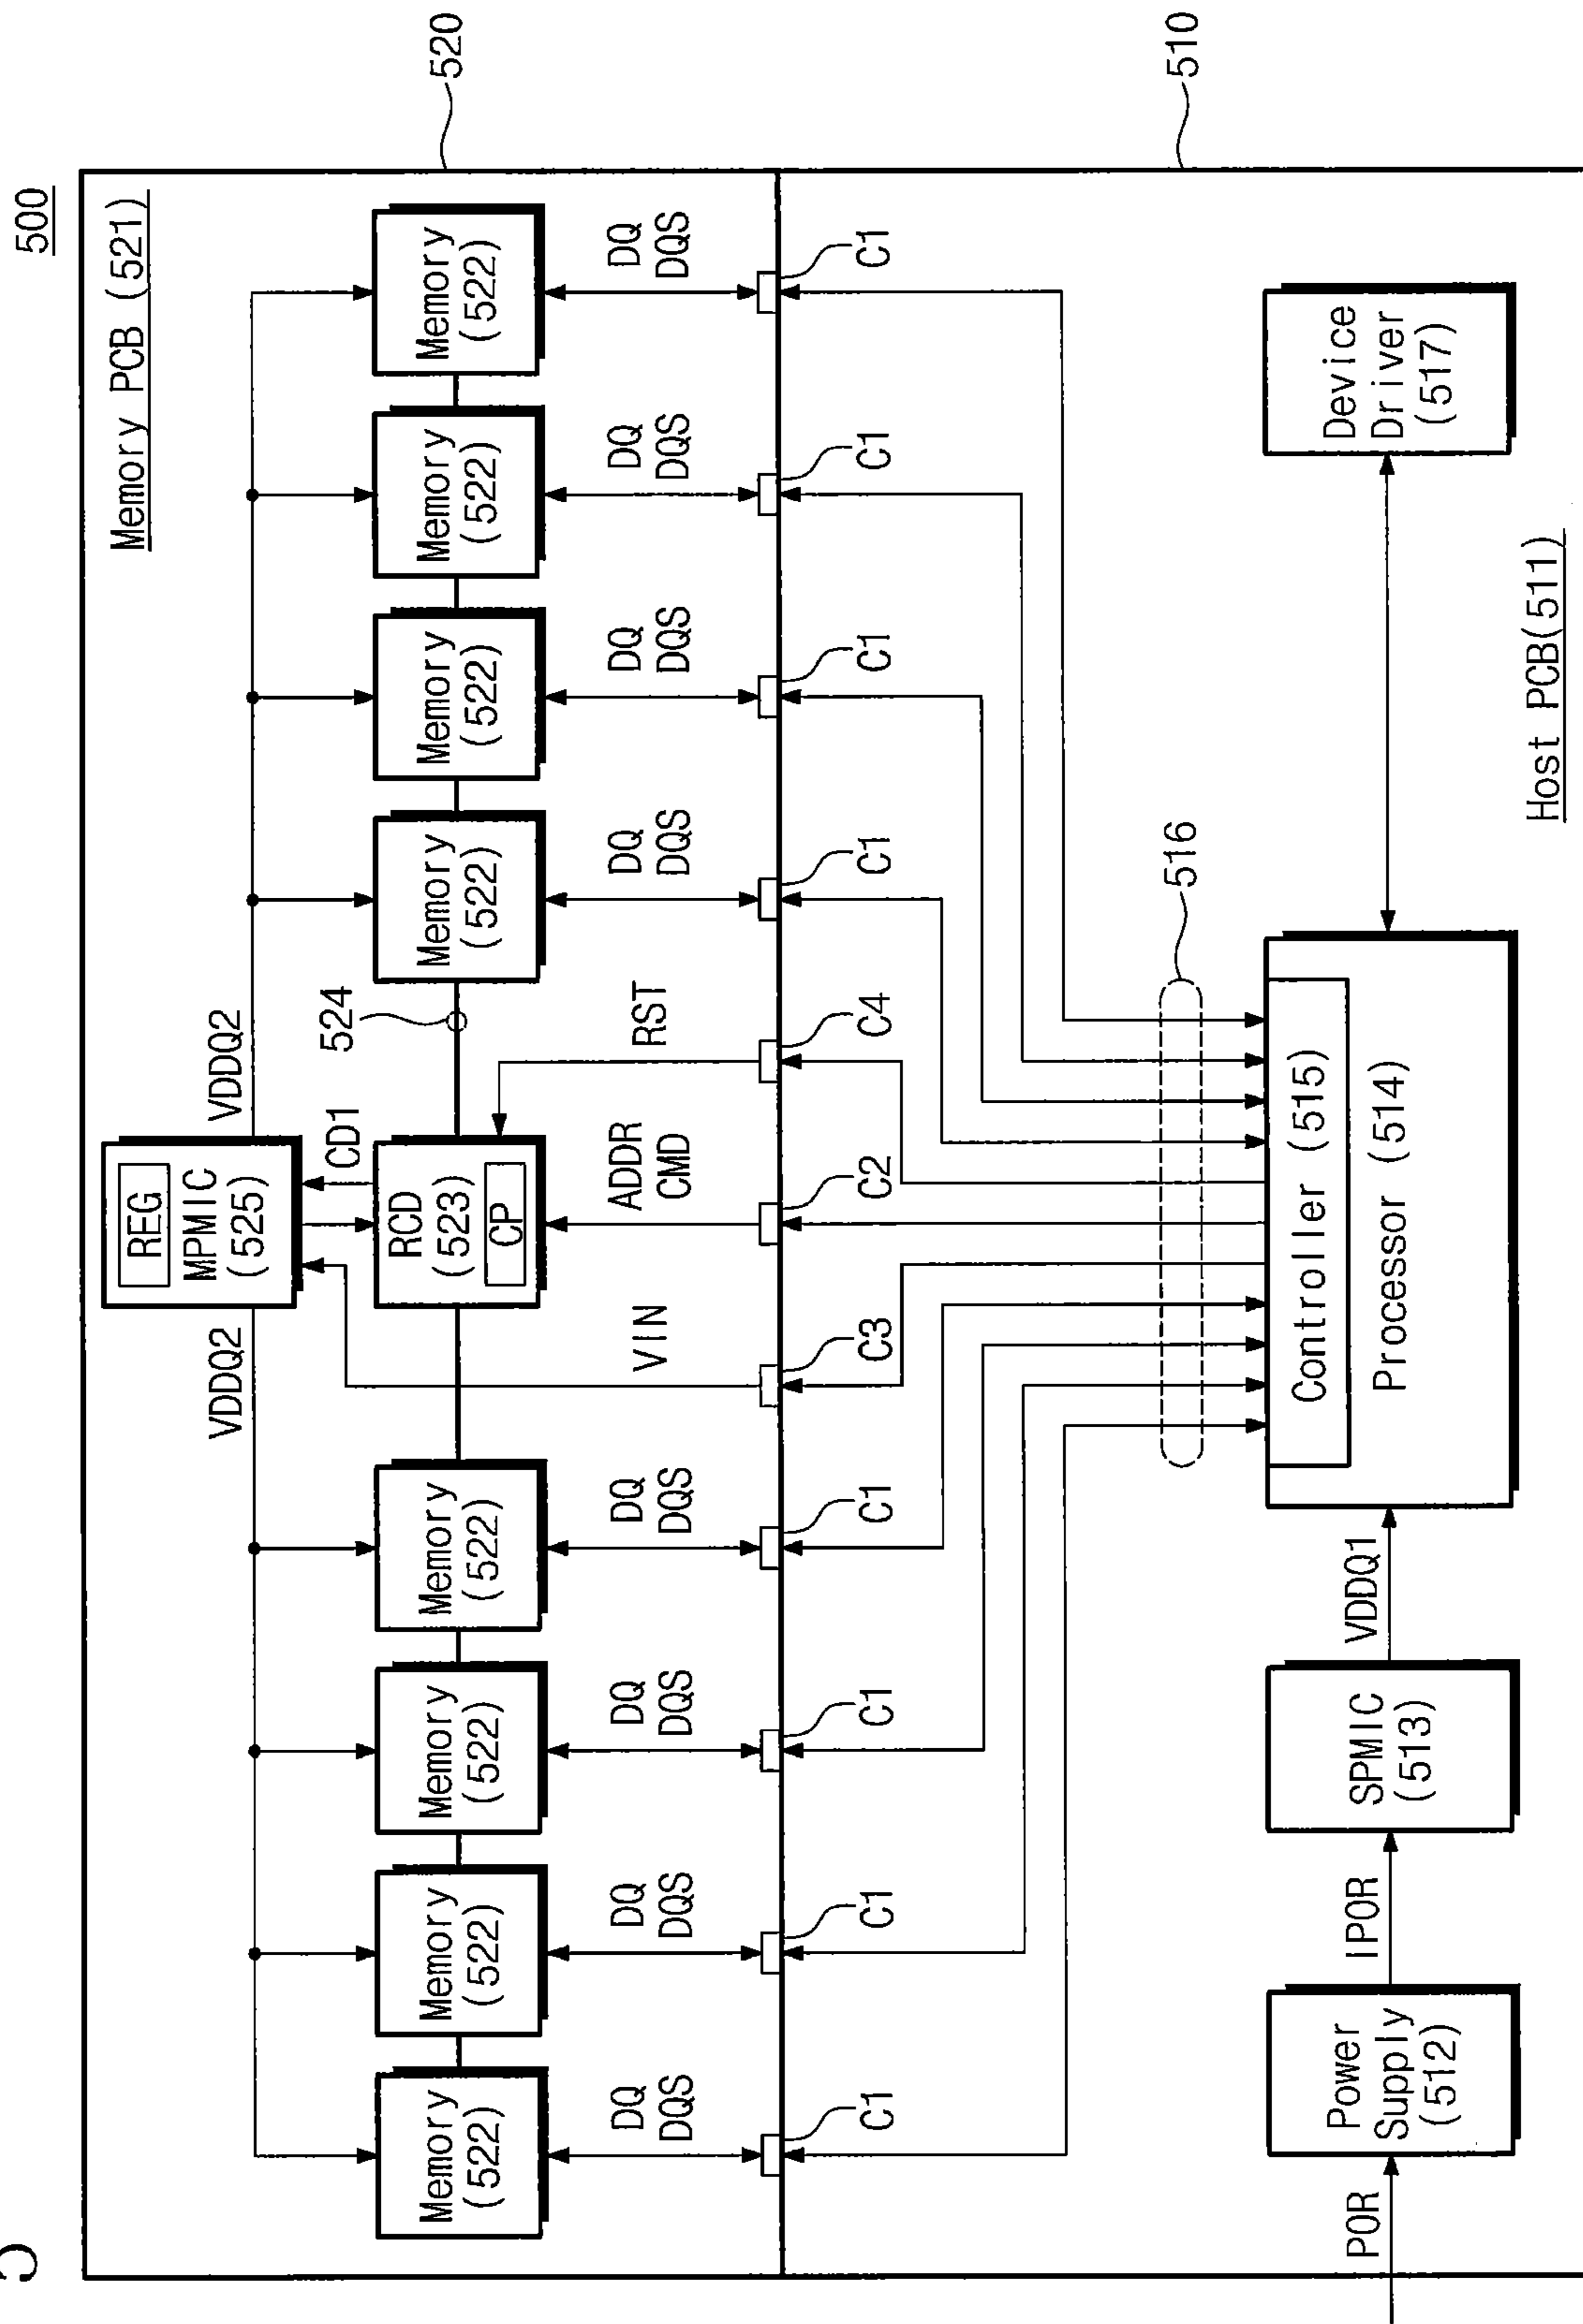 500
Memory PCB (521)
520
REG
MPMIC
(525)
VDDQ2
VDDQ2
CD1
524
Memory
(522)
Memory
(522)
Memory
(522)
Memory
(522)
RCD
(523)
CP
Memory
(522)
Memory
(522)
Memory
(522)
Memory
(522)
DQ
DQS
DQ
DQS
DQ
DQS
DQ
DQS
VIN
ADDR
CMD
RST
DQ
DQS
DQ
DQS
DQ
DQS
DQ
DQS
C1
C1
C1
C1
C3
C2
C4
C1
C1
C1
C1
516
510
POR
Power
Supply
(512)
IPOR
SPMIC
(513)
VDDQ1
Controller (515)
Processor (514)
Device
Driver
(517)
Host PCB(511)